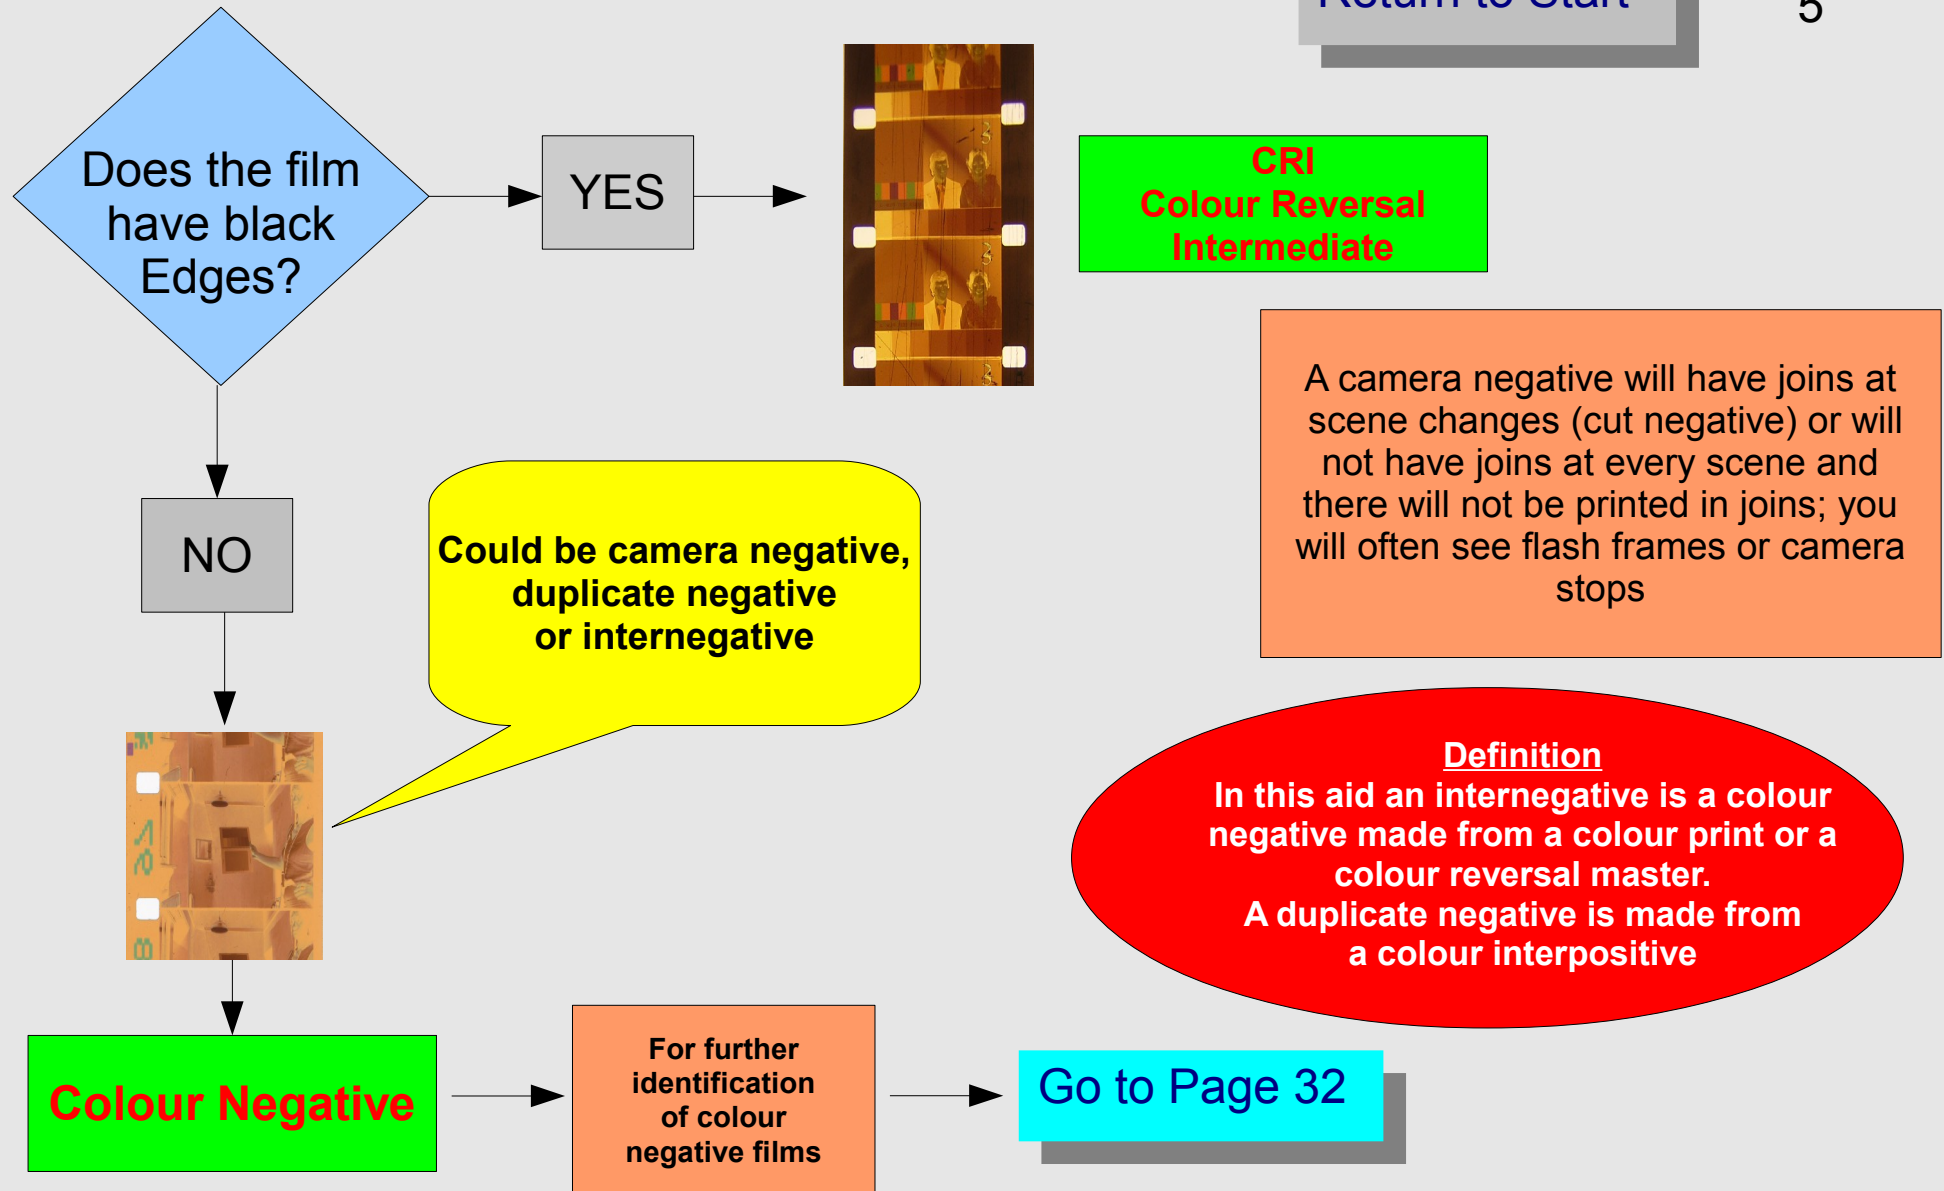 Return to Start
5
Does the film
have black
Edges?
YES
CRI
Colour Reversal
Intermediate
A camera negative will have joins at
scene changes (cut negative) or will
not have joins at every scene and
there will not be printed in joins; you
will often see flash frames or camera
stops
NO
Could be camera negative,
duplicate negative
or internegative
Definition
In this aid an internegative is a colour
negative made from a colour print or a
colour reversal master.
A duplicate negative is made from
a colour interpositive
Colour Negative
For further
identification
of colour
negative films
Go to Page 32